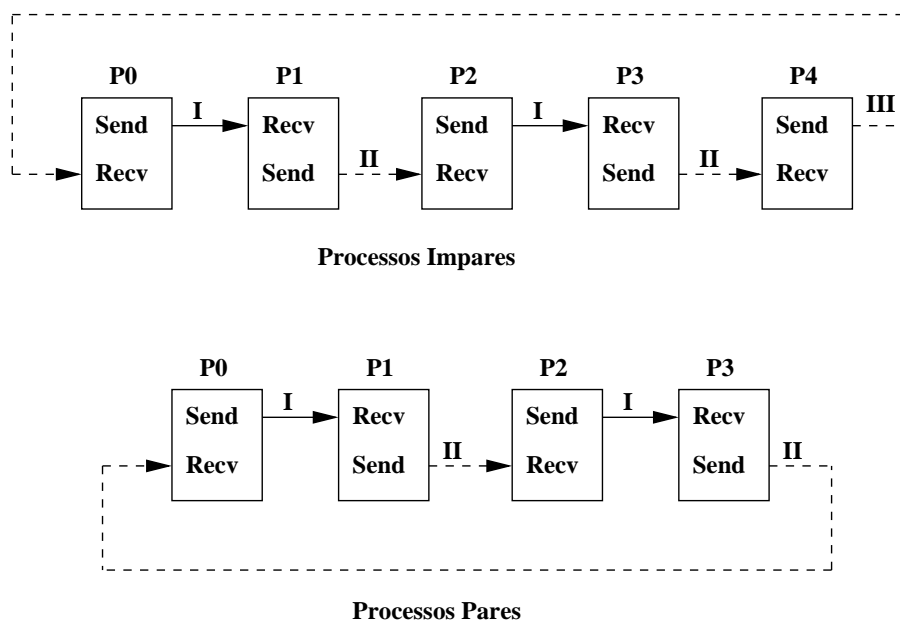 P0 P1 P2 P3 P4
Send I Recv Send I Recv Send III
Recv Send II Recv Send II Recv
Processos Impares
P0 P1 P2 P3
Send I Recv Send I Recv
Recv Send II Recv Send II
Processos Pares